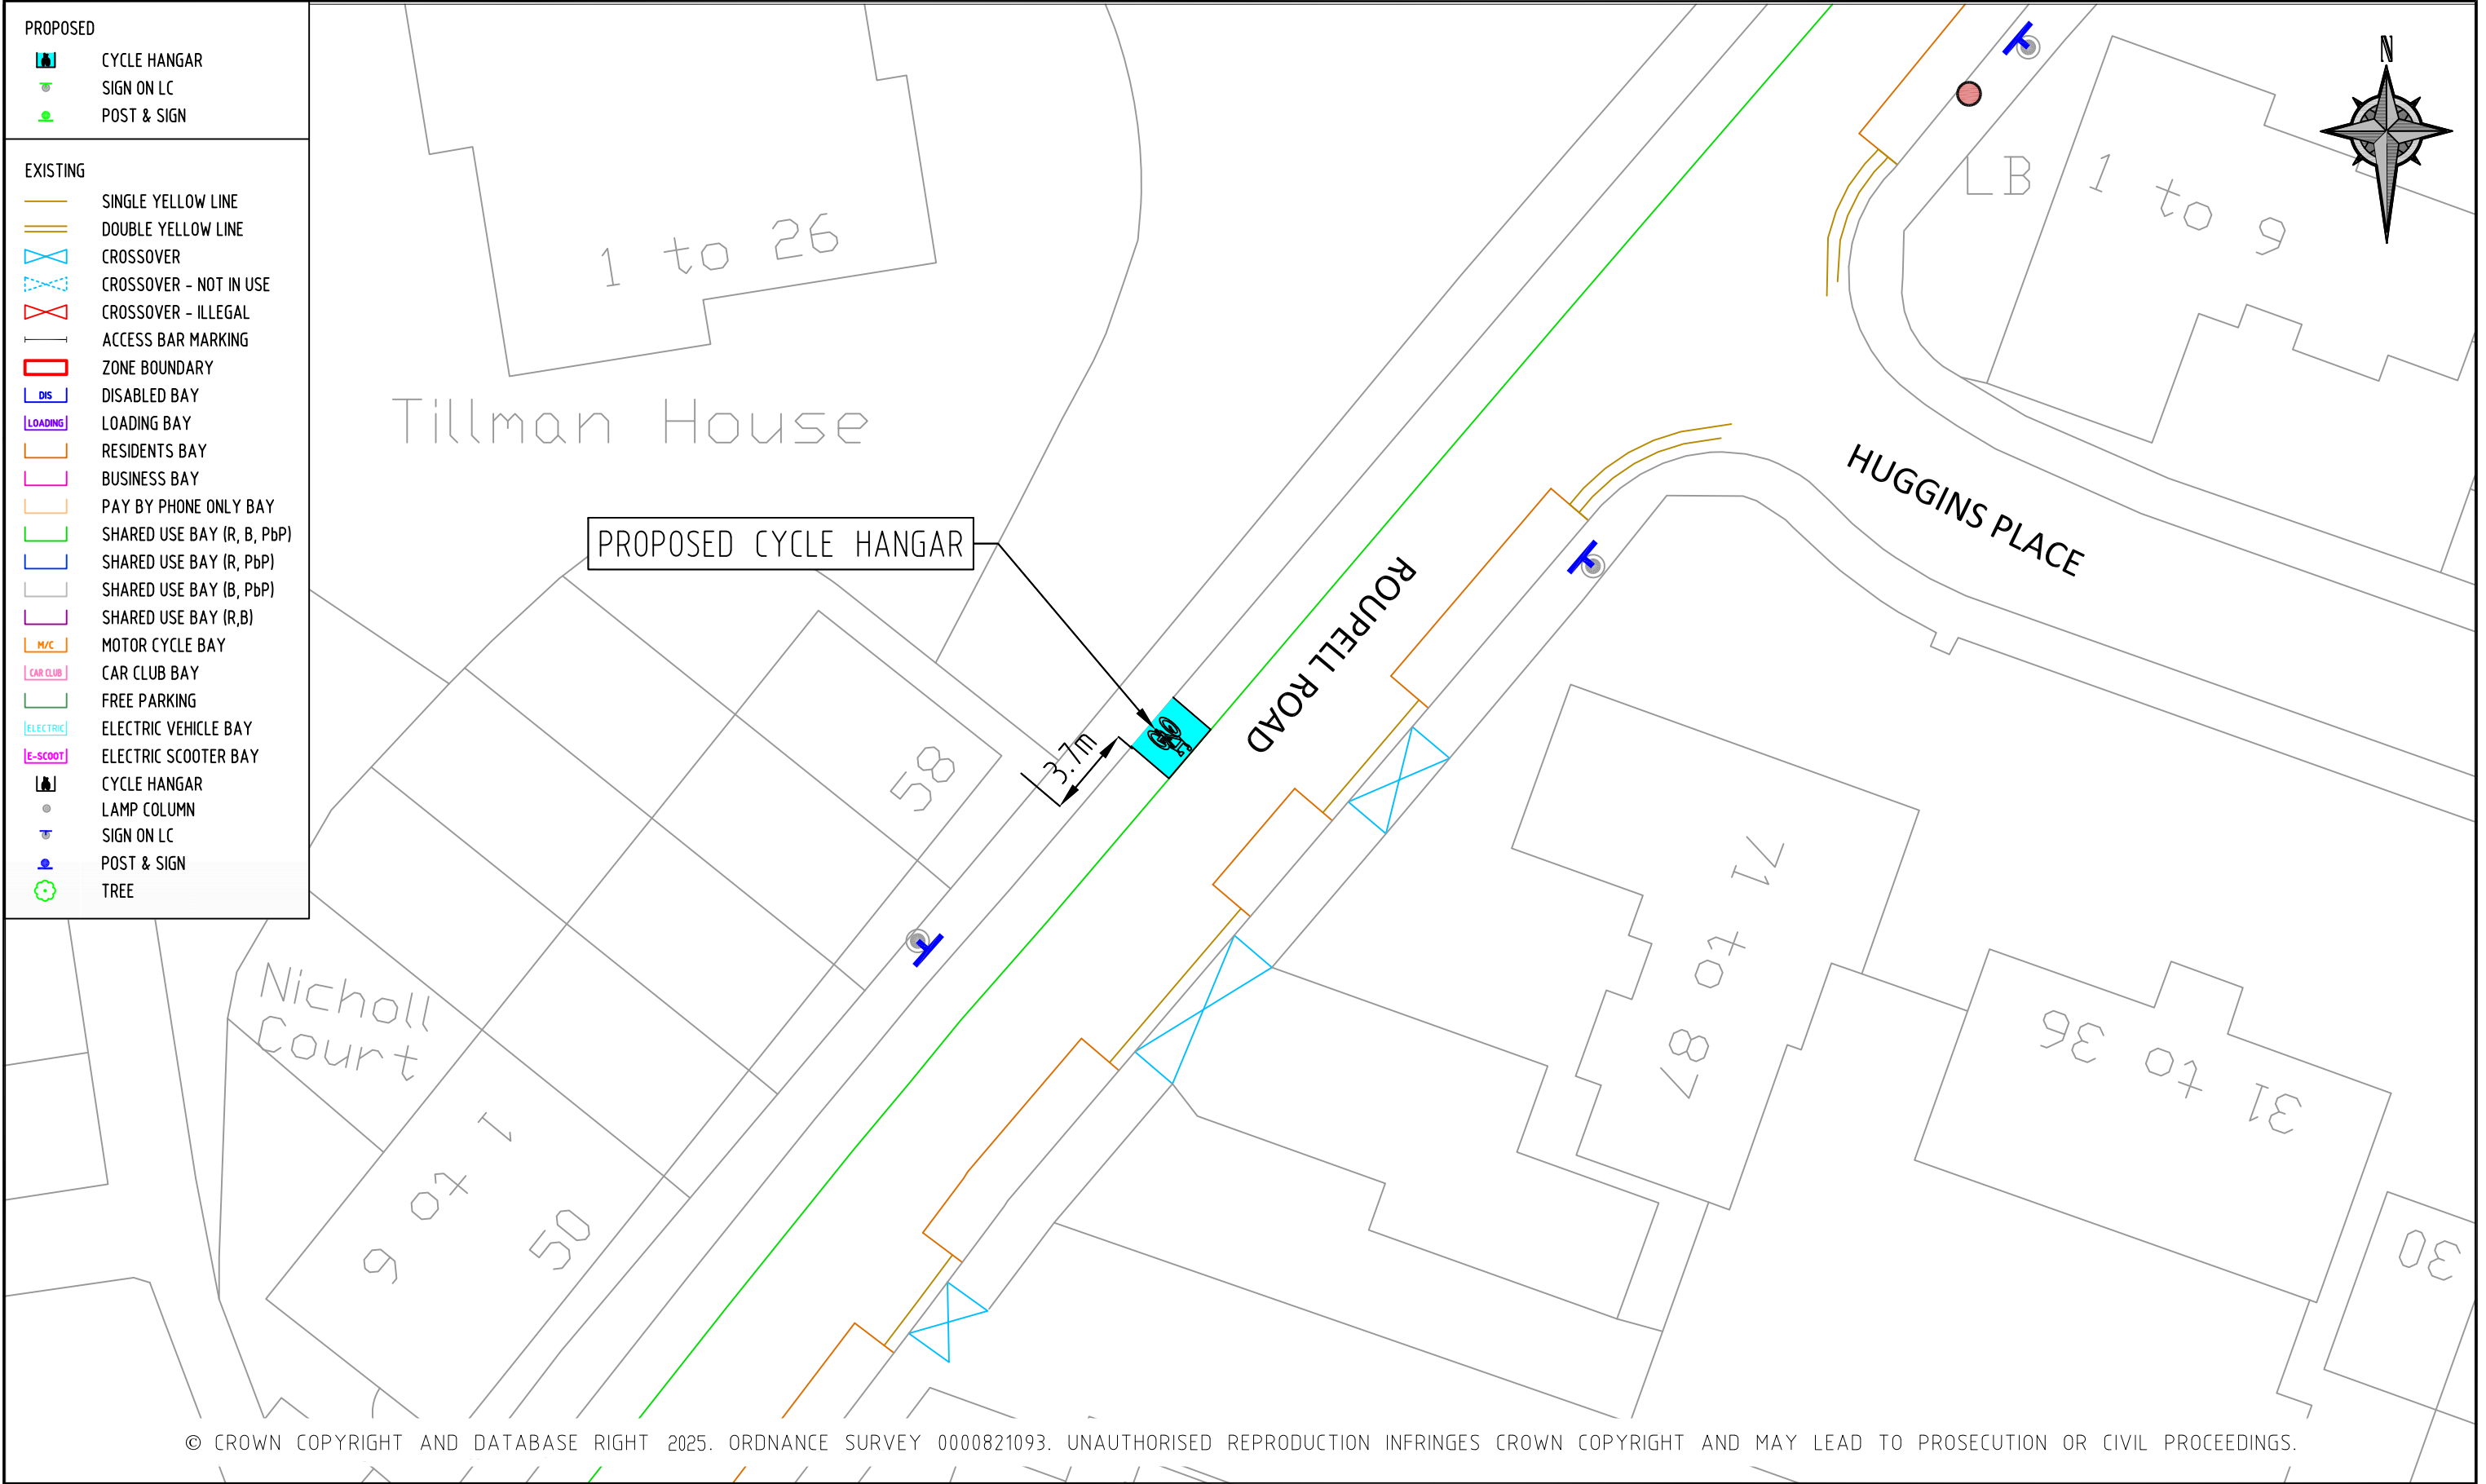 PROPOSED
CYCLE HANGAR
SIGN ON LC
POST & SIGN
EXISTING
SINGLE YELLOW LINE
DOUBLE YELLOW LINE
CROSSOVER
CROSSOVER - NOT IN USE
CROSSOVER - ILLEGAL
ACCESS BAR MARKING
ZONE BOUNDARY
DIS DISABLED BAY
LOADING LOADING BAY
RESIDENTS BAY
BUSINESS BAY
PAY BY PHONE ONLY BAY
SHARED USE BAY (R, B, PbP)
SHARED USE BAY (R, PbP)
SHARED USE BAY (B, PbP)
SHARED USE BAY (R,B)
M/C MOTOR CYCLE BAY
CAR CLUB CAR CLUB BAY
FREE PARKING
ELECTRIC ELECTRIC VEHICLE BAY
E-SCOOT ELECTRIC SCOOTER BAY
CYCLE HANGAR
LAMP COLUMN
SIGN ON LC
POST & SIGN
TREE
N
LB
1 to 9
1 to 26
Tillman House
HUGGINS PLACE
PROPOSED CYCLE HANGAR
ROUPELL ROAD
3.7m
58
71 to 87
31 to 36
30
Nicholl
Court
1 to 9
50
© CROWN COPYRIGHT AND DATABASE RIGHT 2025. ORDNANCE SURVEY 0000821093. UNAUTHORISED REPRODUCTION INFRINGES CROWN COPYRIGHT AND MAY LEAD TO PROSECUTION OR CIVIL PROCEEDINGS.